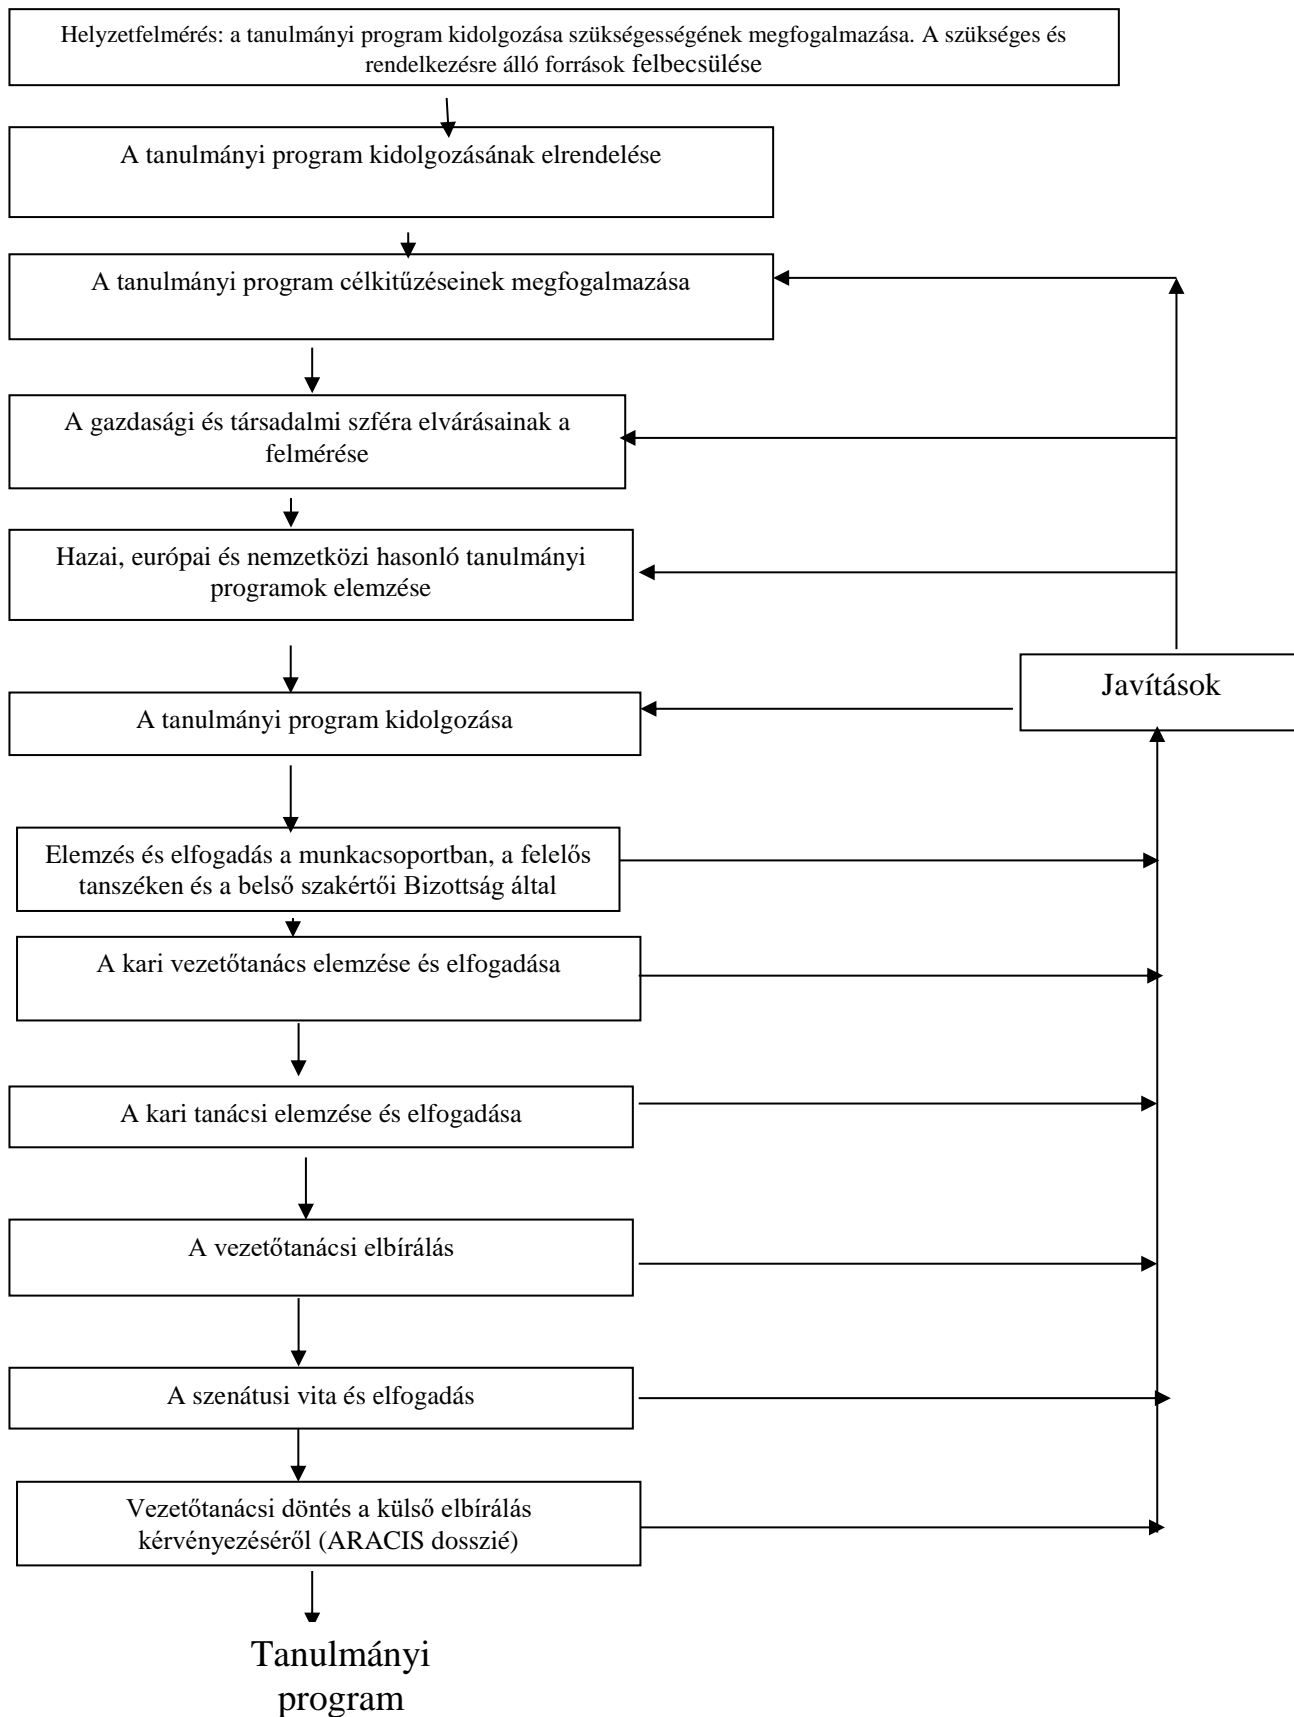 Helyzetfelmérés: a tanulmányi program kidolgozása szükségességének megfogalmazása. A szükséges és
rendelkezésre álló források felbecsülése
A tanulmányi program kidolgozásának elrendelése
A tanulmányi program célkitűzéseinek megfogalmazása
A gazdasági és társadalmi szféra elvárásainak a
felmérése
Hazai, európai és nemzetközi hasonló tanulmányi
programok elemzése
Javítások
A tanulmányi program kidolgozása
Elemzés és elfogadás a munkacsoportban, a felelős
tanszéken és a belső szakértői Bizottság által
A kari vezetőtanács elemzése és elfogadása
A kari tanácsi elemzése és elfogadása
A vezetőtanácsi elbírálás
A szenátusi vita és elfogadás
Vezetőtanácsi döntés a külső elbírálás
kérvényezéséről (ARACIS dosszié)
Tanulmányi
program